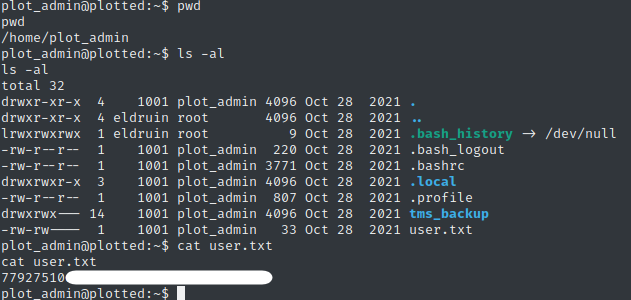 plot_admin@plotted:~$ pwd
pwd
/home/plot_admin
plot_admin@plotted:~$ ls -al
ls -al
total 32
drwxr-xr-x  4    1001 plot_admin 4096 Oct 28  2021 .
drwxr-xr-x  4 eldruin root       4096 Oct 28  2021 ..
lrwxrwxrwx  1 eldruin root          9 Oct 28  2021 .bash_history -> /dev/null
-rw-r--r--  1    1001 plot_admin  220 Oct 28  2021 .bash_logout
-rw-r--r--  1    1001 plot_admin 3771 Oct 28  2021 .bashrc
drwxrwxr-x  3    1001 plot_admin 4096 Oct 28  2021 .local
-rw-r--r--  1    1001 plot_admin  807 Oct 28  2021 .profile
drwxrwx--- 14    1001 plot_admin 4096 Oct 28  2021 tms_backup
-rw-rw----  1    1001 plot_admin   33 Oct 28  2021 user.txt
plot_admin@plotted:~$ cat user.txt
cat user.txt
77927510
plot_admin@plotted:~$